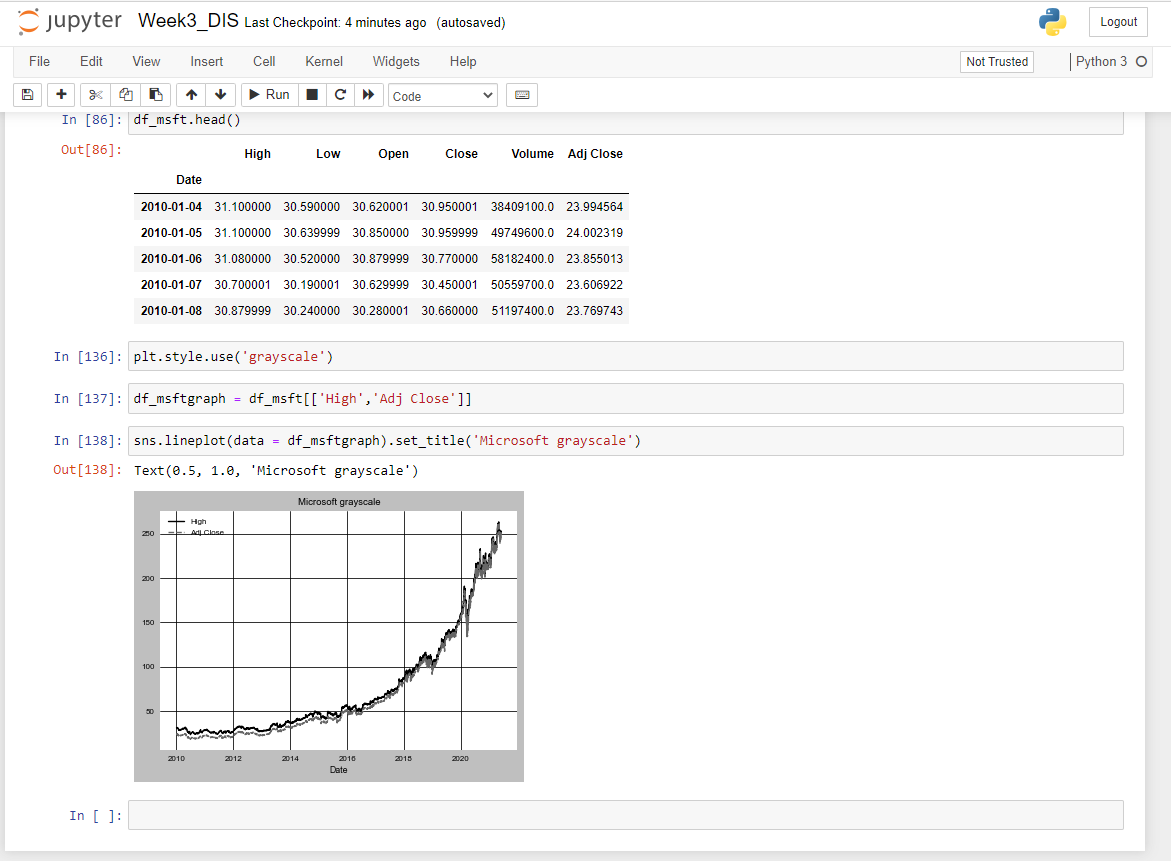 jupyter Week3_DIS Last Checkpoint: 4 minutes ago (autosaved) Logout
File Edit View Insert Cell Kernel Widgets Help Not Trusted Python 3
Run Code
In [86]: df_msft.head()
Out[86]:
High Low Open Close Volume Adj Close
Date
2010-01-04 31.100000 30.590000 30.620001 30.950001 38409100.0 23.994564
2010-01-05 31.100000 30.639999 30.850000 30.959999 49749600.0 24.002319
2010-01-06 31.080000 30.520000 30.879999 30.770000 58182400.0 23.855013
2010-01-07 30.700001 30.190001 30.629999 30.450001 50559700.0 23.606922
2010-01-08 30.879999 30.240000 30.280001 30.660000 51197400.0 23.769743
In [136]: plt.style.use('grayscale')
In [137]: df_msftgraph = df_msft[['High','Adj Close']]
In [138]: sns.lineplot(data = df_msftgraph).set_title('Microsoft grayscale')
Out[138]: Text(0.5, 1.0, 'Microsoft grayscale')
Microsoft grayscale
High
Adj Close
250
200
150
100
50
2010 2012 2014 2016 2018 2020
Date
In [ ]: